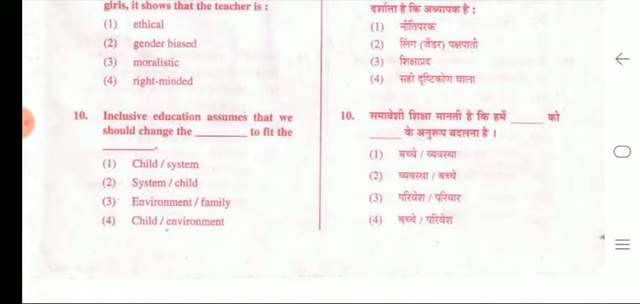 girls, it shows that the teacher is :
(1) ethical
(2) gender biased
(3) moralistic
(4) right-minded
10. Inclusive education assumes that we
should change the ________ to fit the
________.
(1) Child / system
(2) System / child
(3) Environment / family
(4) Child / environment
दर्शाता है कि अध्यापक है :
(1) नीतिपरक
(2) लिंग (जेंडर) पक्षपाती
(3) शिक्षाप्रद
(4) सही दृष्टिकोण वाला
10. समावेशी शिक्षा मानती है कि हमें ______ को
______ के अनुरूप बदलना है ।
(1) बच्चे / व्यवस्था
(2) व्यवस्था / बच्चे
(3) परिवेश / परिवार
(4) बच्चे / परिवेश